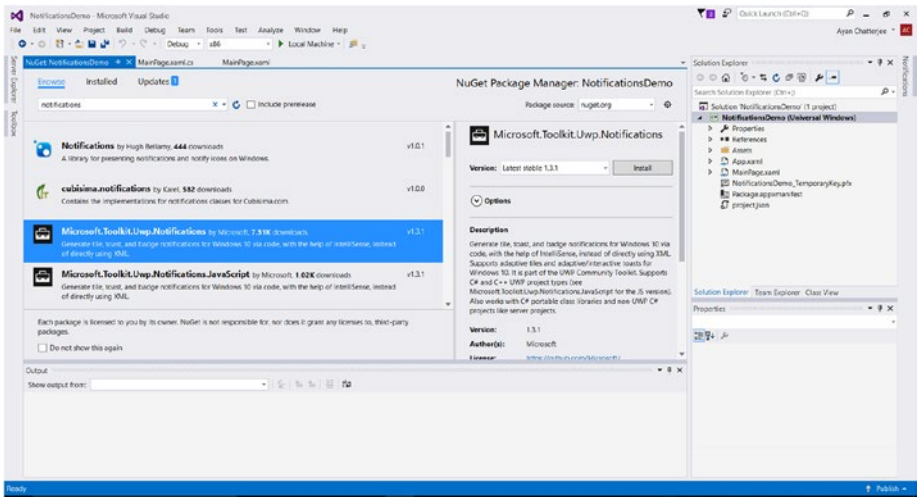 NotificationsDemo - Microsoft Visual Studio
Quick Launch (Ctrl+Q)
File Edit View Project Build Debug Team Tools Test Analyze Window Help
Ayan Chatterjee
AC
Debug x86 Local Machine
NuGet: NotificationsDemo MainPage.xaml.cs MainPage.xaml
Server Explorer
Toolbox
Browse Installed Updates 1
NuGet Package Manager: NotificationsDemo
notifications
Include prerelease
Package source: nuget.org
Notifications by Hugh Bellamy, 444 downloads v1.0.1
A library for presenting notifications and notify icons on Windows.
cubisima.notifications by Karel, 582 downloads v1.0.0
Contains the implementations for notifications classes for Cubisima.com.
Microsoft.Toolkit.Uwp.Notifications by Microsoft, 7.51K downloads v1.3.1
Generate tile, toast, and badge notifications for Windows 10 via code, with the help of IntelliSense, instead
of directly using XML.
Microsoft.Toolkit.Uwp.Notifications.JavaScript by Microsoft, 1.02K downloads v1.3.1
Generate tile, toast, and badge notifications for Windows 10 via code, with the help of IntelliSense, instead
of directly using XML.
Each package is licensed to you by its owner. NuGet is not responsible for, nor does it grant any licenses to, third-party
packages.
Do not show this again
Microsoft.Toolkit.Uwp.Notifications
Version: Latest stable 1.3.1 Install
Options
Description
Generate tile, toast, and badge notifications for Windows 10 via
code, with the help of IntelliSense, instead of directly using XML.
Supports adaptive tiles and adaptive/interactive toasts for
Windows 10. It is part of the UWP Community Toolkit. Supports
C# and C++ UWP project types (see
Microsoft.Toolkit.Uwp.Notifications.JavaScript for the JS version).
Also works with C# portable class libraries and non-UWP C#
projects like server projects.
Version: 1.3.1
Author(s): Microsoft
License: https://github.com/Microsoft/
Output
Show output from:
Solution Explorer
Search Solution Explorer (Ctrl+;)
Solution 'NotificationsDemo' (1 project)
NotificationsDemo (Universal Windows)
Properties
References
Assets
App.xaml
MainPage.xaml
NotificationsDemo_TemporaryKey.pfx
Package.appxmanifest
project.json
Solution Explorer Team Explorer Class View
Properties
Notifications
Ready
Publish